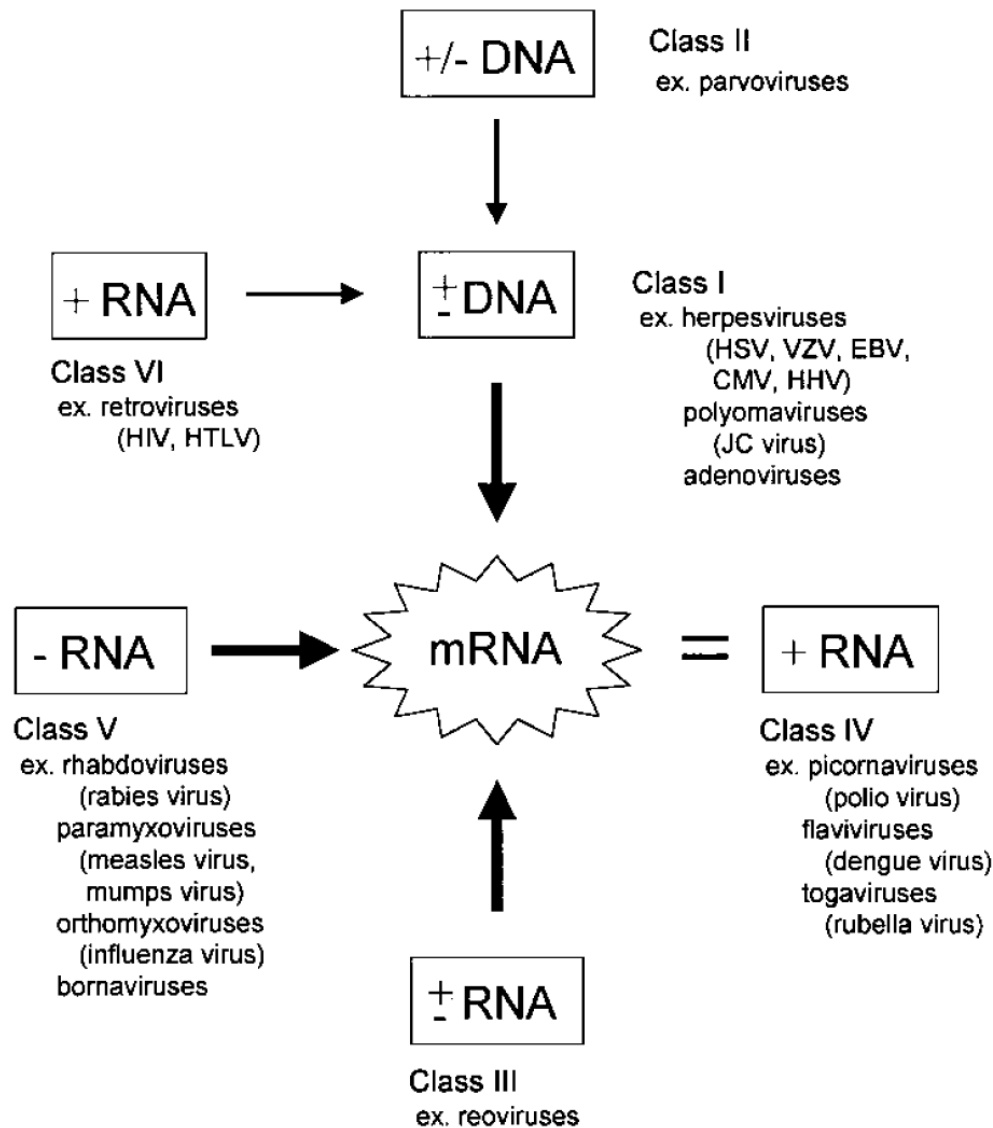 +/- DNA
Class II
ex. parvoviruses
+ RNA
Class VI
ex. retroviruses
(HIV, HTLV)
± DNA
Class I
ex. herpesviruses
(HSV, VZV, EBV,
CMV, HHV)
polyomaviruses
(JC virus)
adenoviruses
- RNA
Class V
ex. rhabdoviruses
(rabies virus)
paramyxoviruses
(measles virus,
mumps virus)
orthomyxoviruses
(influenza virus)
bornaviruses
mRNA
=
+ RNA
Class IV
ex. picornaviruses
(polio virus)
flaviviruses
(dengue virus)
togaviruses
(rubella virus)
± RNA
Class III
ex. reoviruses